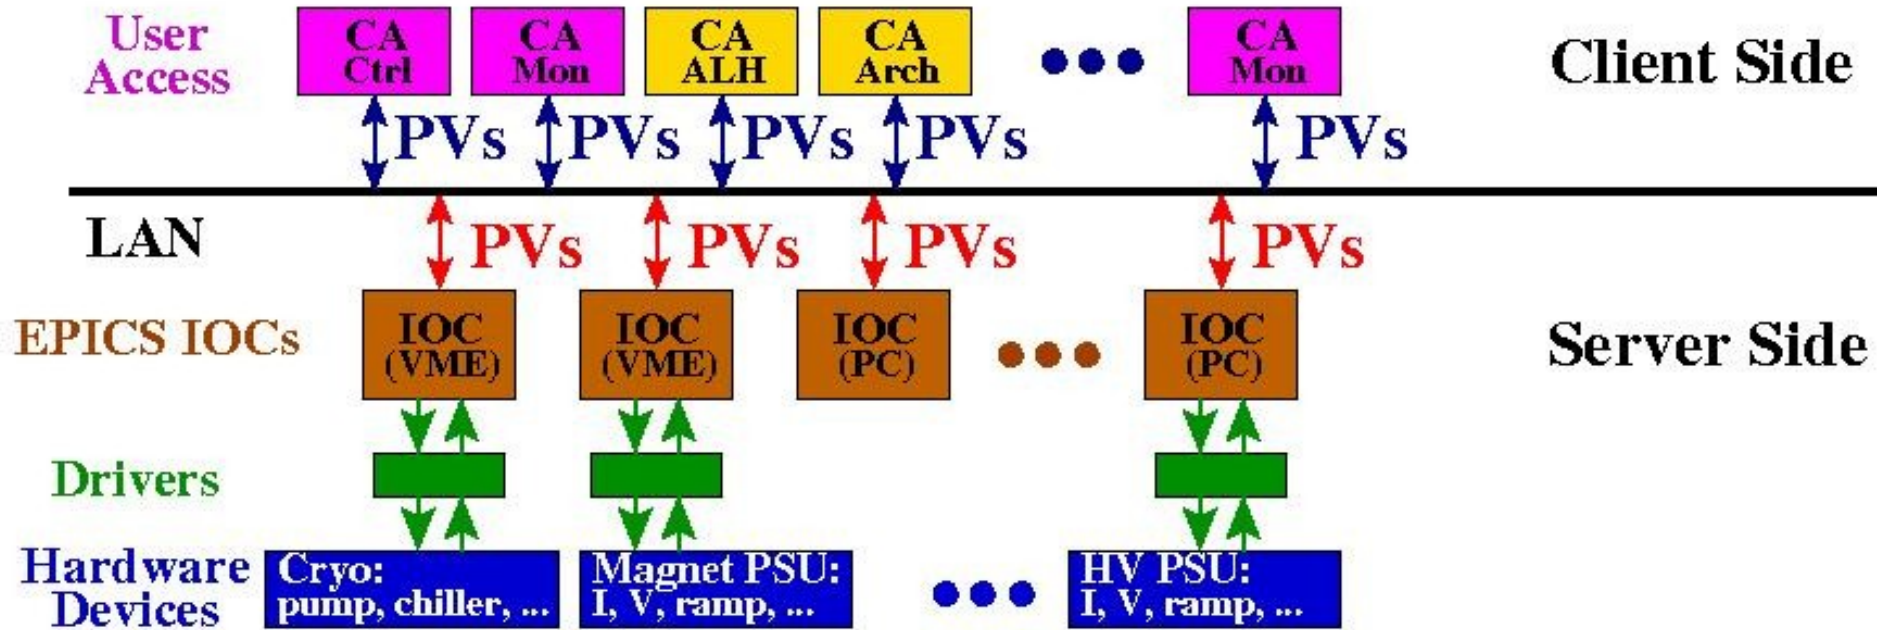 User
Access
CA
Ctrl
CA
Mon
CA
ALH
CA
Arch
CA
Mon
Client Side
PVs
PVs
PVs
PVs
PVs
LAN
PVs
PVs
PVs
PVs
EPICS IOCs
IOC
(VME)
IOC
(VME)
IOC
(PC)
IOC
(PC)
Server Side
Drivers
Hardware
Devices
Cryo:
pump, chiller, ...
Magnet PSU:
I, V, ramp, ...
HV PSU:
I, V, ramp, ...